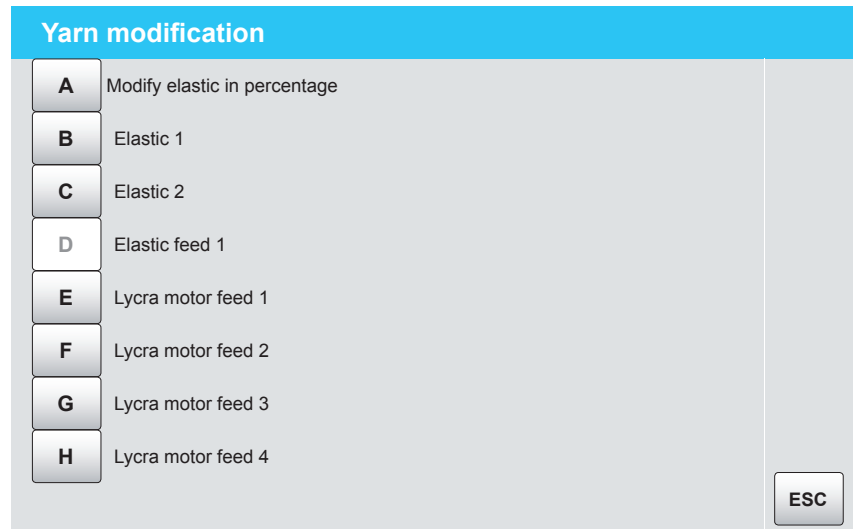 Yarn modification
A Modify elastic in percentage
B Elastic 1
C Elastic 2
D Elastic feed 1
E Lycra motor feed 1
F Lycra motor feed 2
G Lycra motor feed 3
H Lycra motor feed 4
ESC